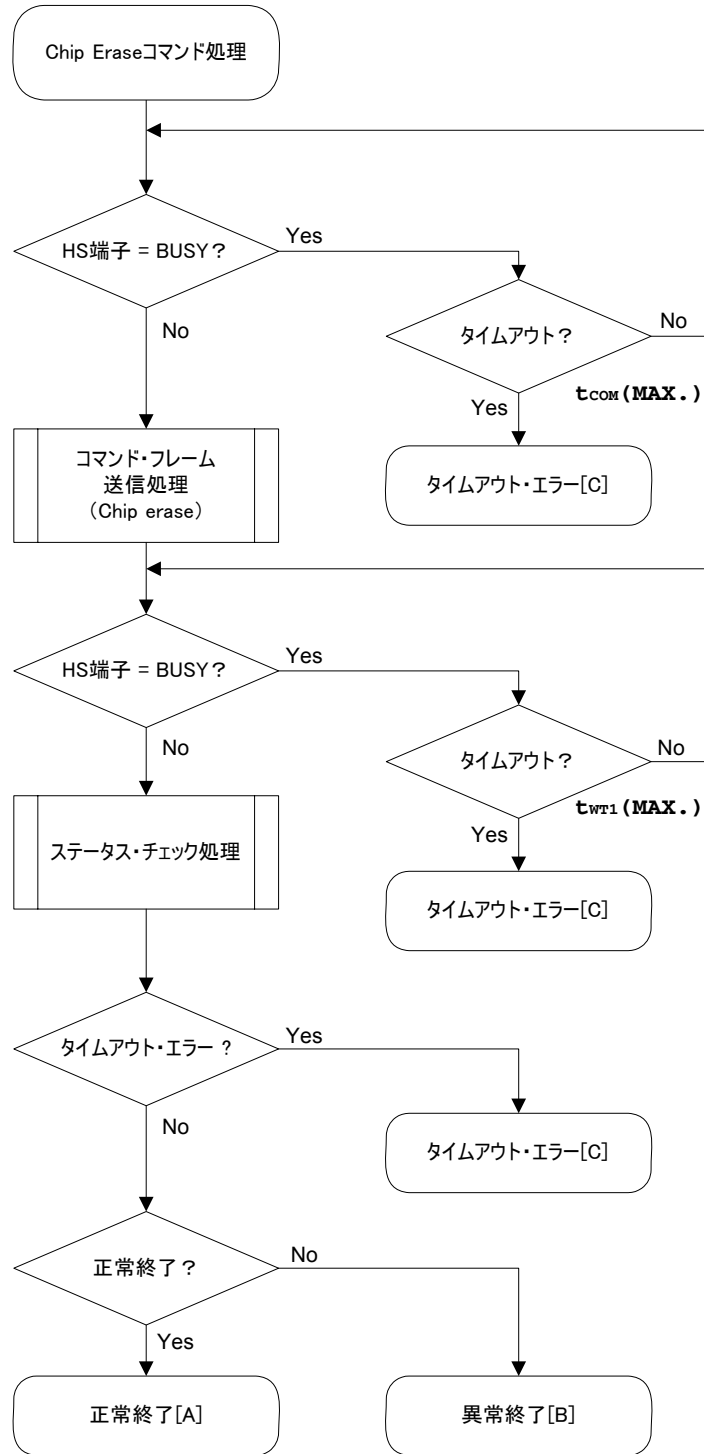 Chip Eraseコマンド処理
HS端子 = BUSY？
Yes
No
タイムアウト？
No
tCOM(MAX.)
Yes
タイムアウト・エラー[C]
コマンド・フレーム
送信処理
（Chip erase）
HS端子 = BUSY？
Yes
No
タイムアウト？
No
tWT1(MAX.)
Yes
タイムアウト・エラー[C]
ステータス・チェック処理
タイムアウト・エラー ？
Yes
No
タイムアウト・エラー[C]
正常終了？
No
Yes
正常終了[A]
異常終了[B]